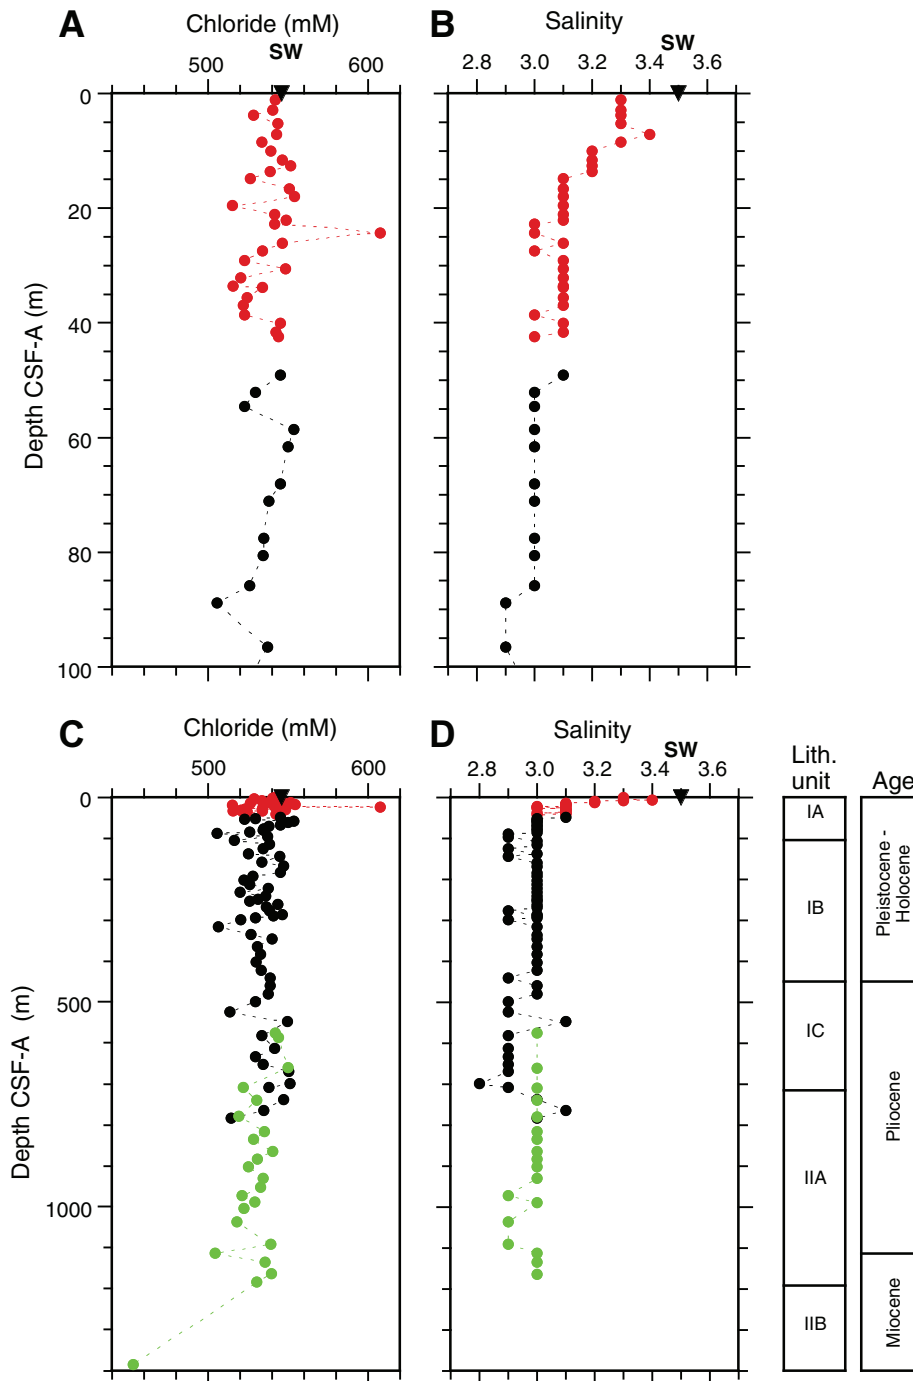 A
Chloride (mM)
SW
500
600
0
20
40
60
80
100
Depth CSF-A (m)
B
Salinity
SW
2.8
3.0
3.2
3.4
3.6
C
Chloride (mM)
500
600
0
500
1000
Depth CSF-A (m)
D
Salinity
SW
2.8
3.0
3.2
3.4
3.6
Lith.
unit
IA
IB
IC
IIA
IIB
Age
Pleistocene -
Holocene
Pliocene
Miocene